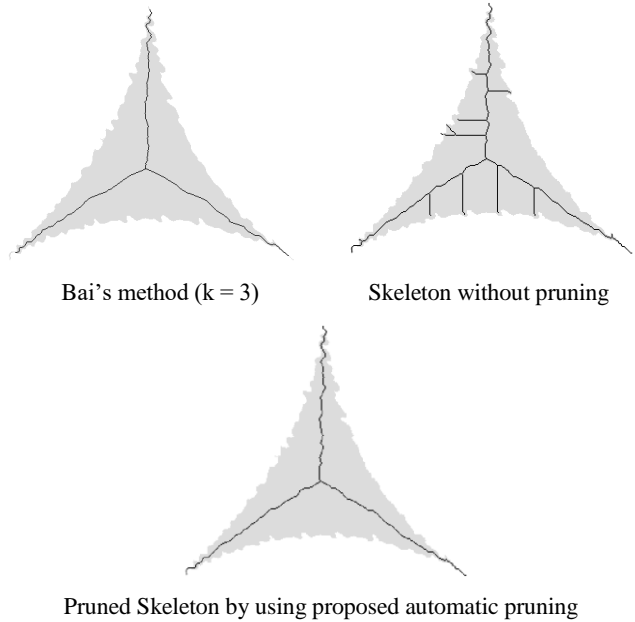 Bai’s method (k = 3)
Skeleton without pruning
Pruned Skeleton by using proposed automatic pruning